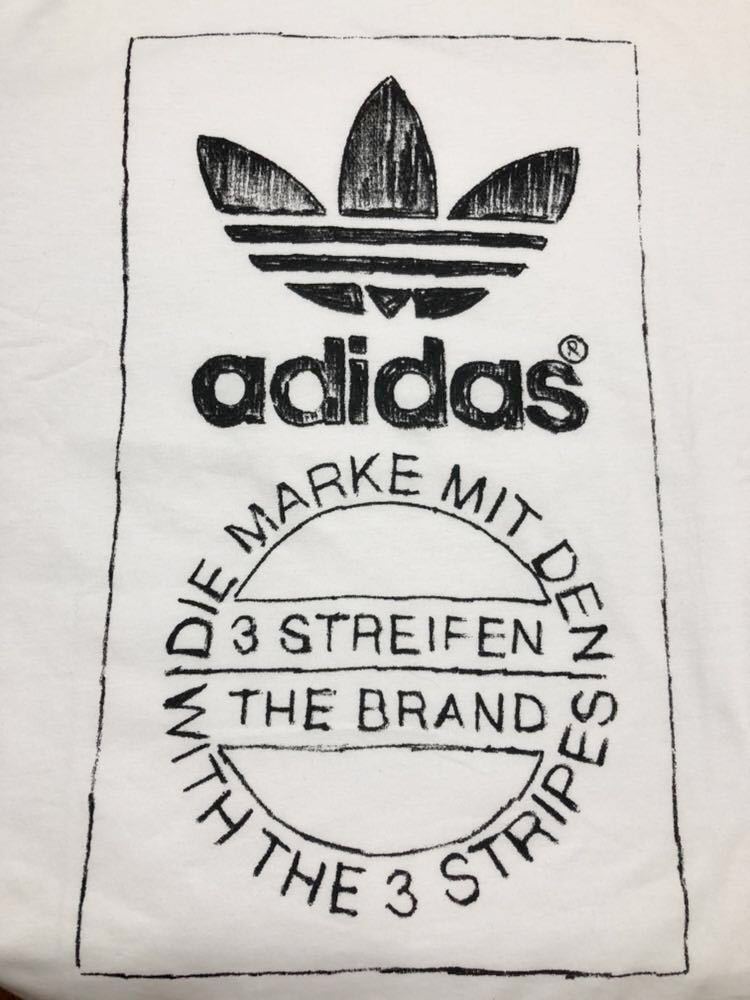 adidas®
DIE MARKE MIT DEN
3 STREIFEN
THE BRAND
WITH THE 3 STRIPES